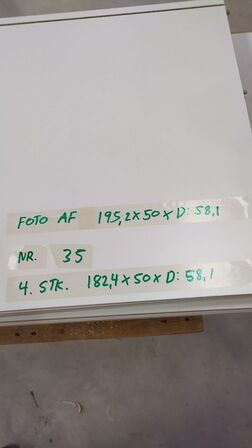 FOTO AF 195,2x50xD:58,1
NR. 35
4. STK. 182,4x50xD:58,1